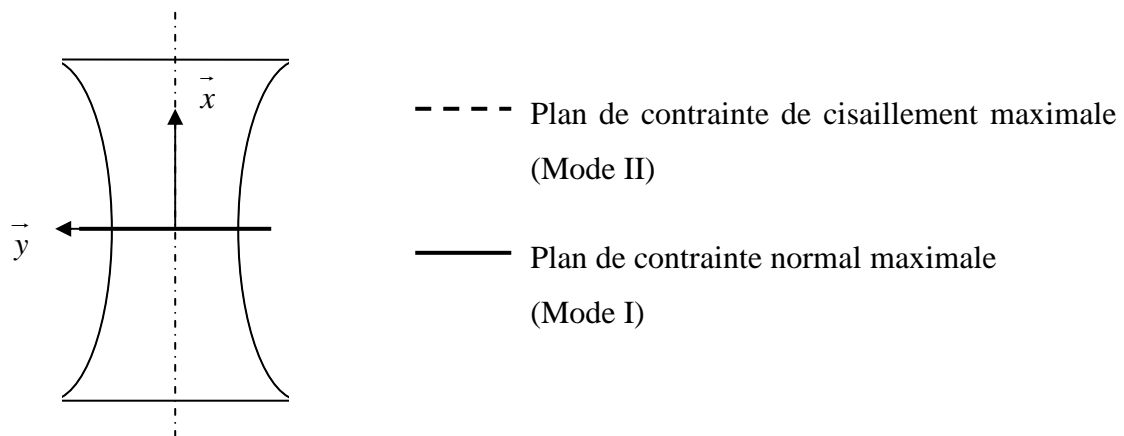 x
y
Plan de contrainte de cisaillement maximale
(Mode II)
Plan de contrainte normal maximale
(Mode I)